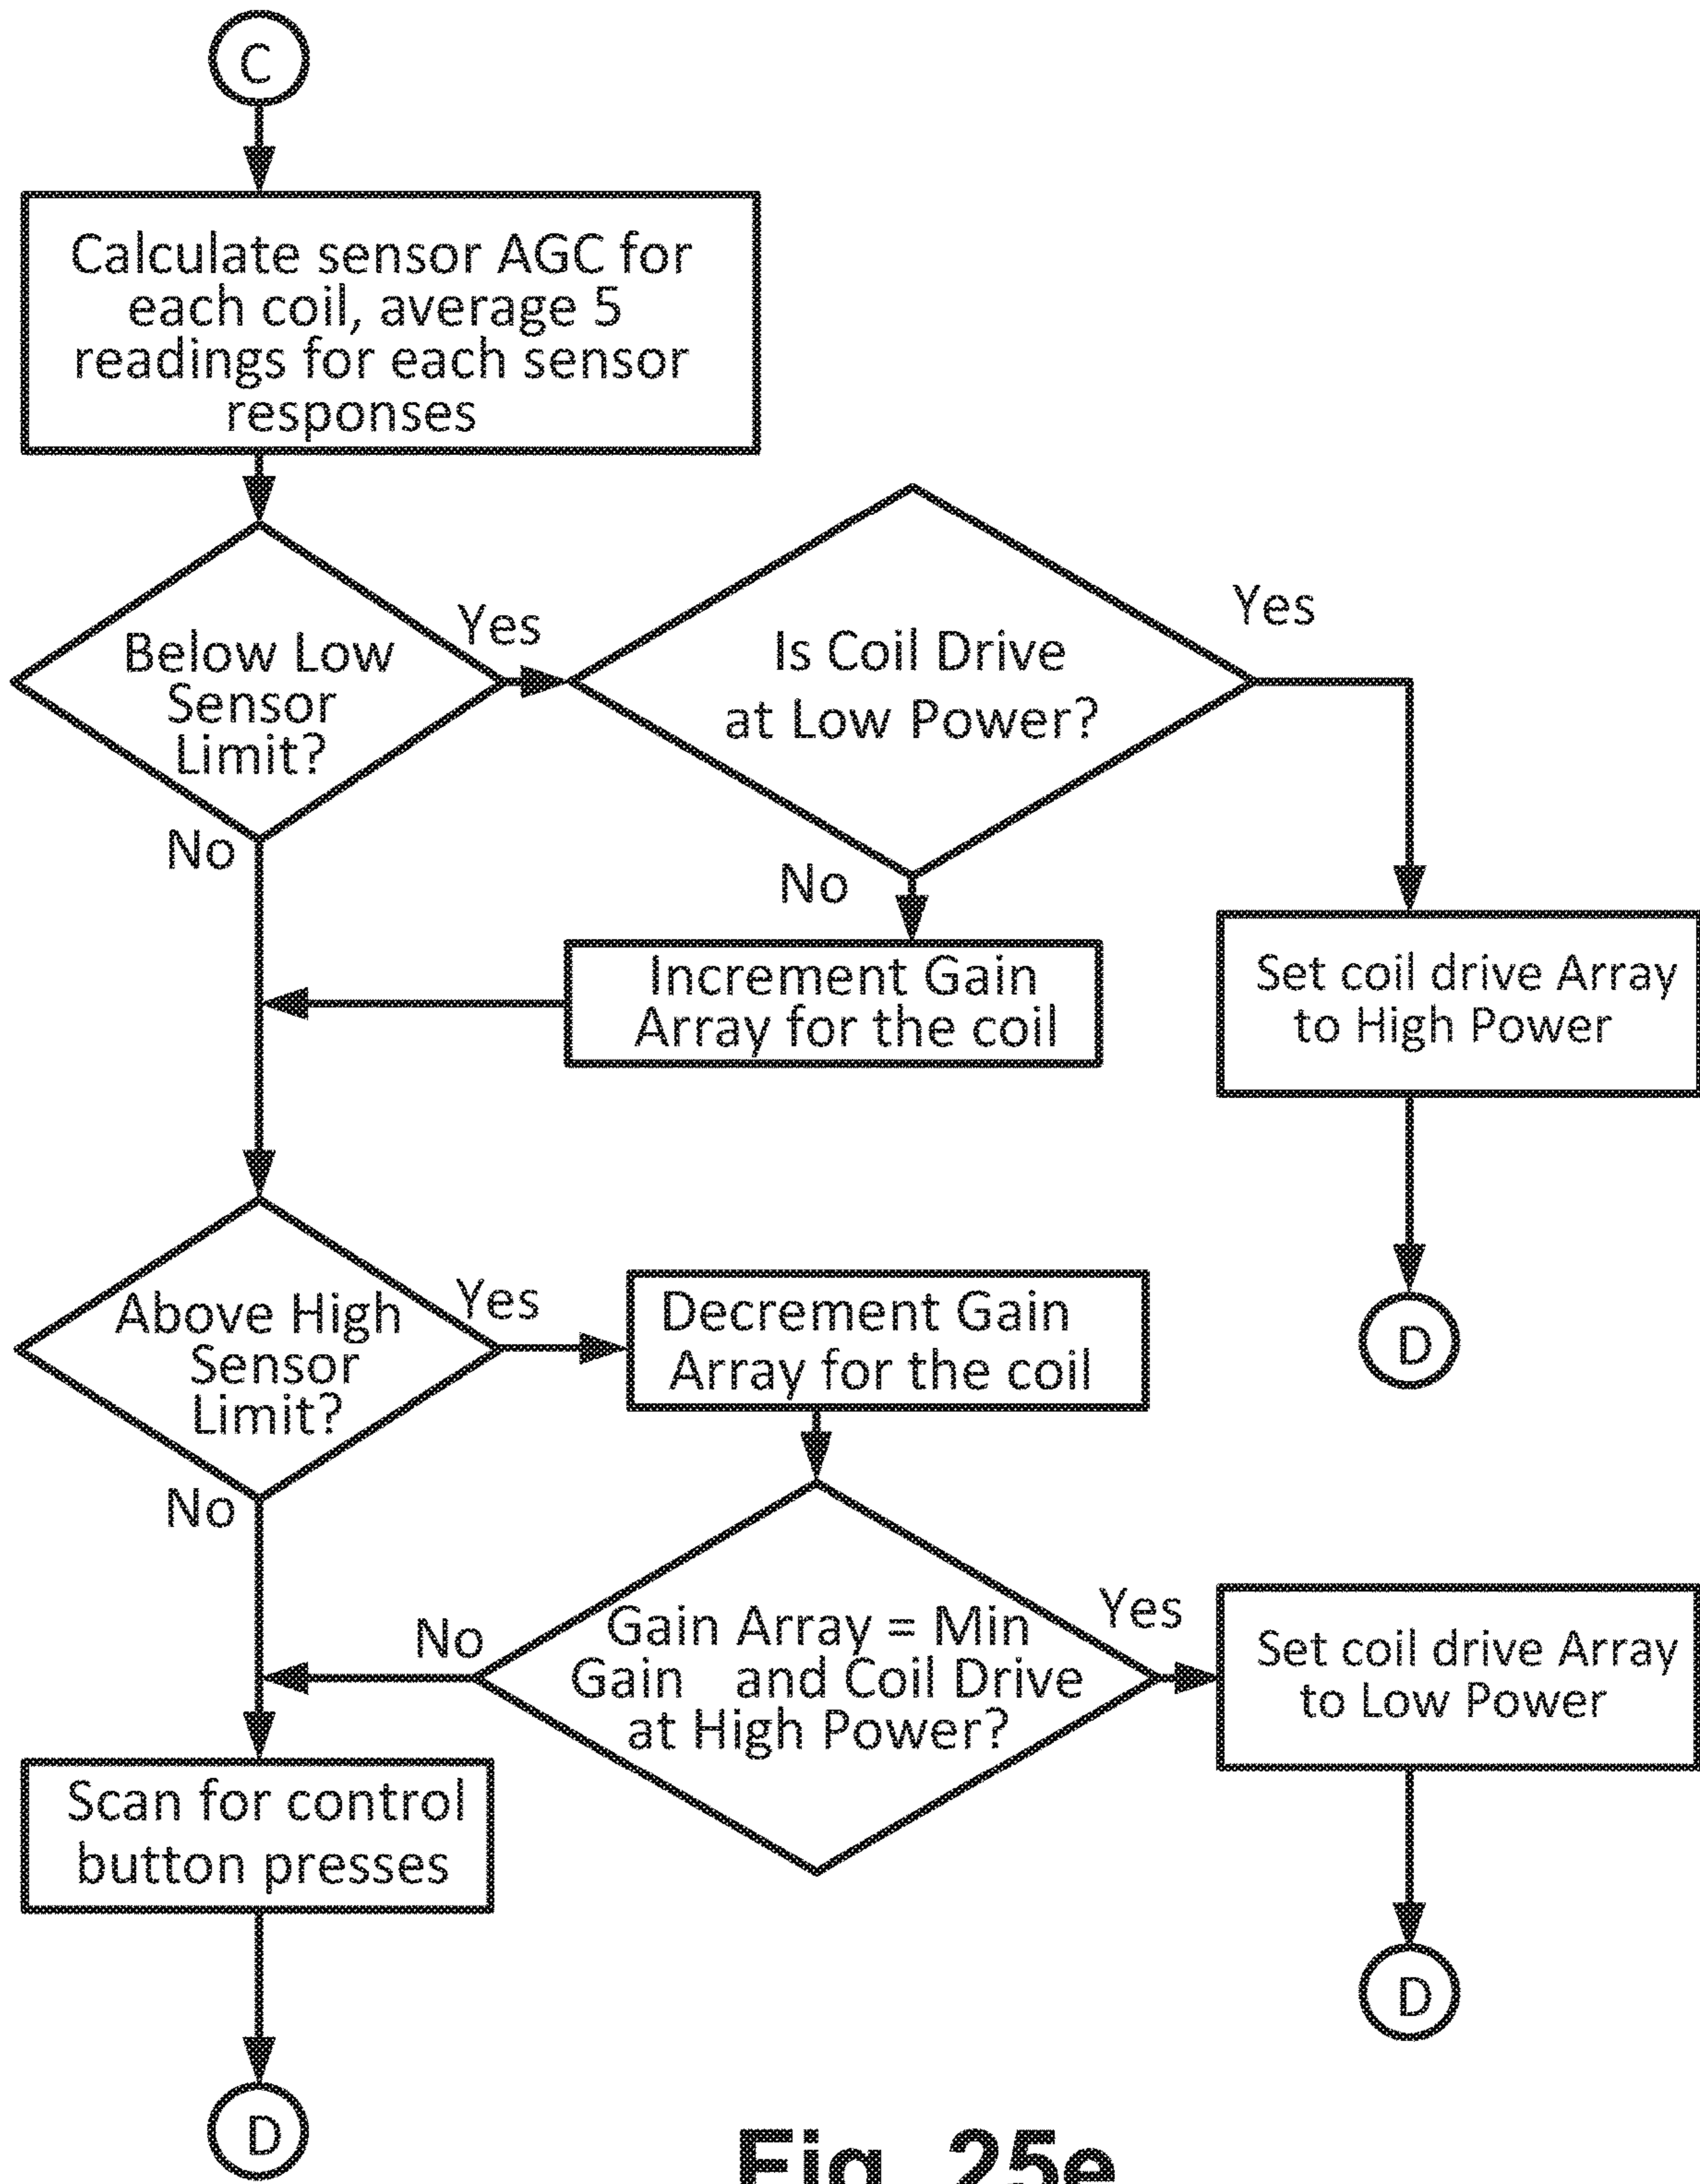 C
Calculate sensor AGC for
each coil, average 5
readings for each sensor
responses
Below Low
Sensor
Limit?
Yes
No
Is Coil Drive
at Low Power?
Yes
No
Increment Gain
Array for the coil
Set coil drive Array
to High Power
D
Above High
Sensor
Limit?
Yes
No
Decrement Gain
Array for the coil
Gain Array = Min
Gain and Coil Drive
at High Power?
No
Yes
Set coil drive Array
to Low Power
D
Scan for control
button presses
D
Fig. 25e